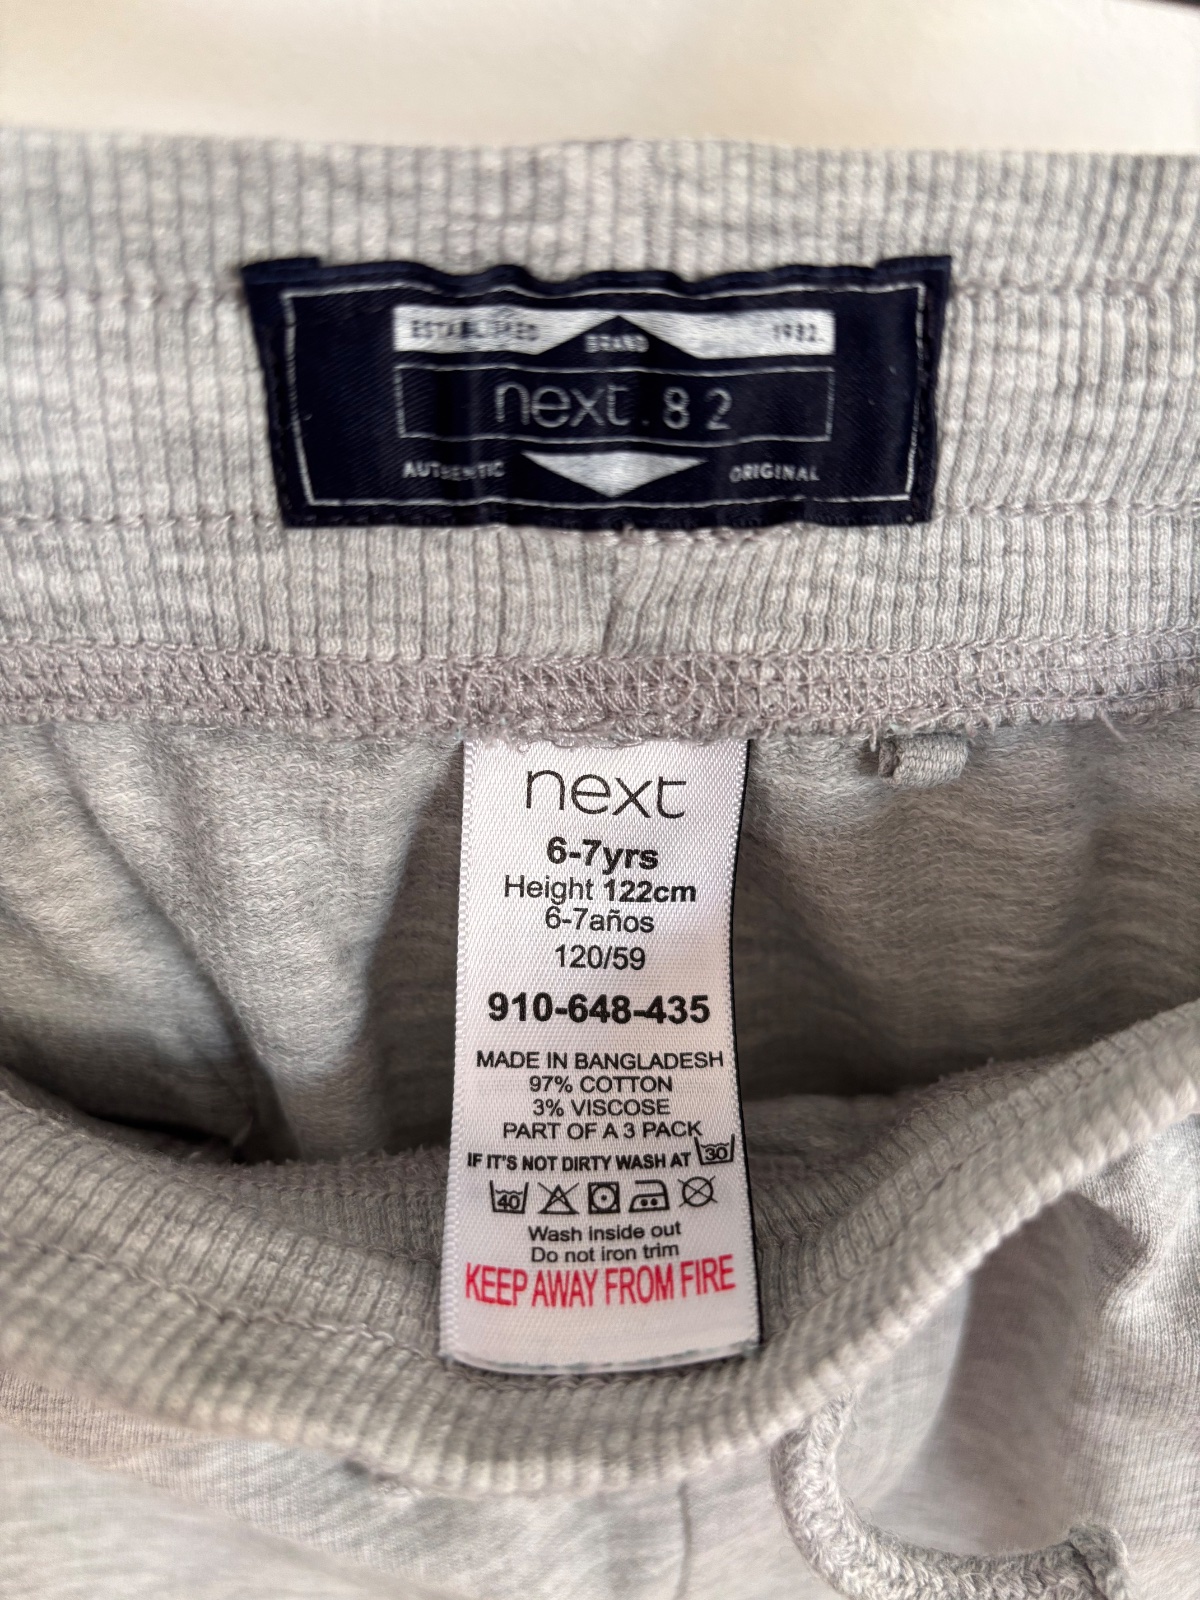 ESTABLISHED BRAND 1982.
next.82
AUTHENTIC ORIGINAL
next
6-7yrs
Height 122cm
6-7años
120/59
910-648-435
MADE IN BANGLADESH
97% COTTON
3% VISCOSE
PART OF A 3 PACK
IF IT'S NOT DIRTY WASH AT 30
40
Wash inside out
Do not iron trim
KEEP AWAY FROM FIRE